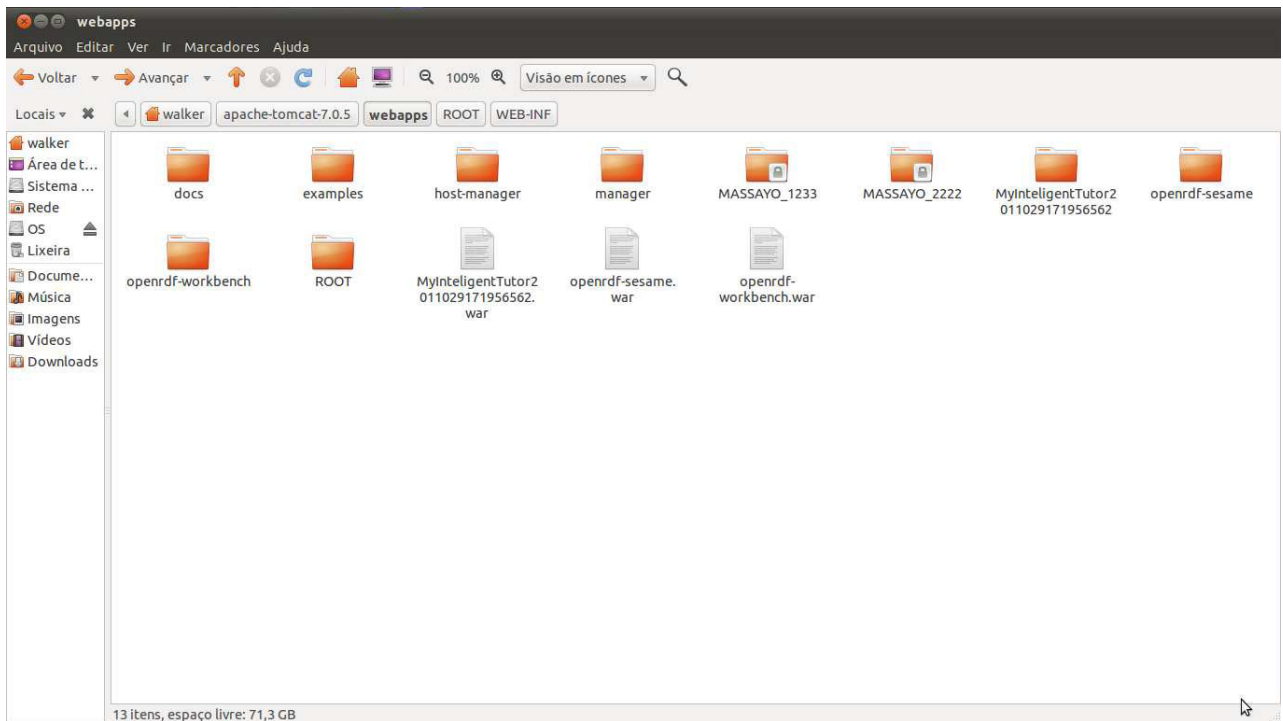 webapps
Arquivo Editar Ver Ir Marcadores Ajuda
Voltar Avançar 100% Visão em ícones
Locais walker apache-tomcat-7.0.5 webapps ROOT WEB-INF
walker
Área de t...
Sistema ...
Rede
OS
Lixeira
Docume...
Música
Imagens
Vídeos
Downloads
docs examples host-manager manager MASSAYO_1233 MASSAYO_2222 MyInteligentTutor2 openrdf-sesame
011029171956562
openrdf-workbench ROOT MyInteligentTutor2 openrdf-sesame. openrdf-
011029171956562. war workbench.war
war
13 itens, espaço livre: 71,3 GB